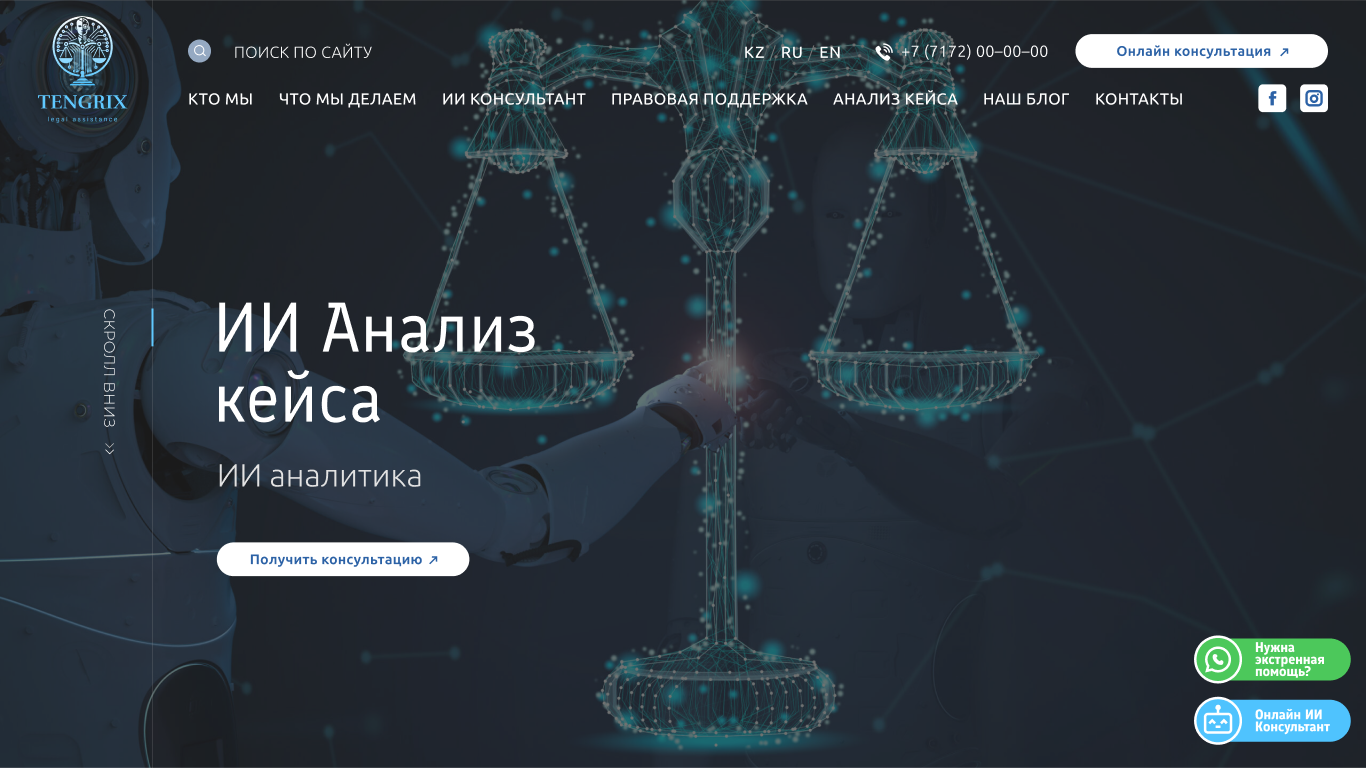 TENGRIX
legal assistance
ПОИСК ПО САЙТУ
KZ / RU / EN
+7 (7172) 00–00–00
Онлайн консультация ↗
КТО МЫ
ЧТО МЫ ДЕЛАЕМ
ИИ КОНСУЛЬТАНТ
ПРАВОВАЯ ПОДДЕРЖКА
АНАЛИЗ КЕЙСА
НАШ БЛОГ
КОНТАКТЫ
СКРОЛЛ ВНИЗ >>
ИИ Анализ
кейса
ИИ аналитика
Получить консультацию ↗
Нужна
экстренная
помощь?
Онлайн ИИ
Консультант